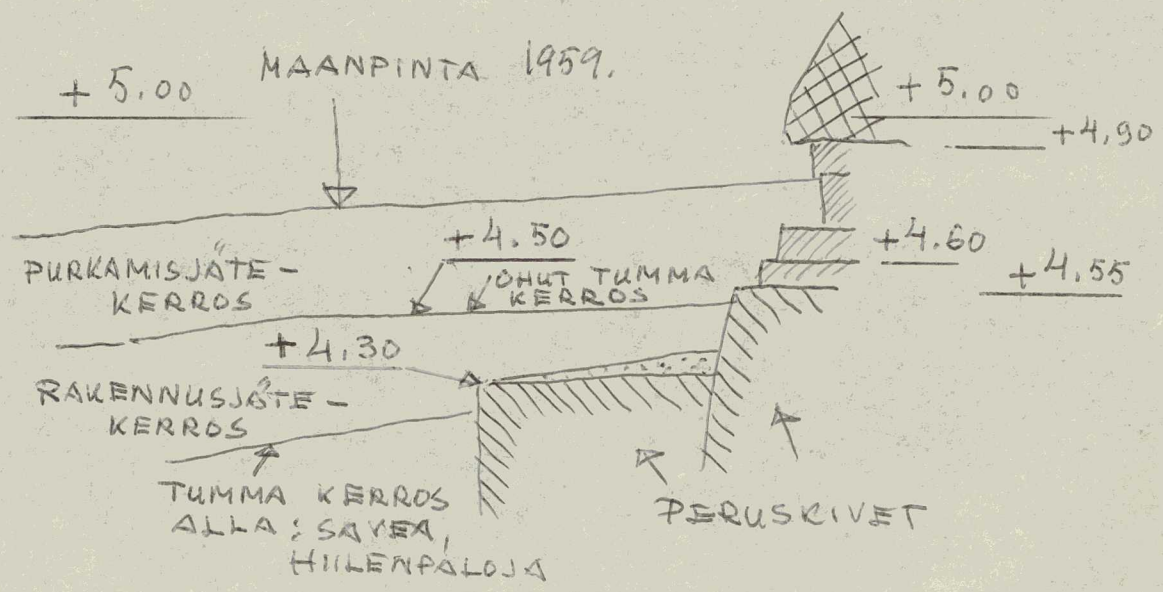 MAANPINTA 1959.
+ 5.00
+ 5.00
+4,90
+4.50
+4.60
PURKAMISJÄTE-
KERROS
OHUT TUMMA
KERROS
+4.55
+4.30
RAKENNUSJÄTE-
KERROS
TUMMA KERROS
ALLA: SAVEA,
HIILENPALOJA
PERUSKIVET